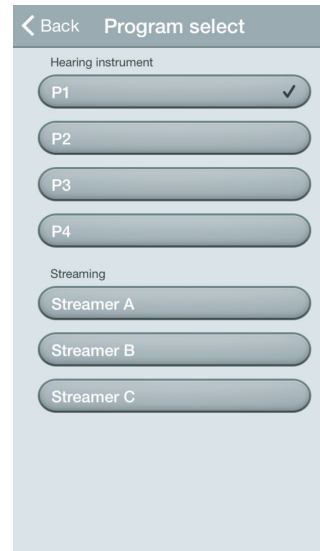 Back Program select
Hearing instrument
P1
P2
P3
P4
Streaming
Streamer A
Streamer B
Streamer C